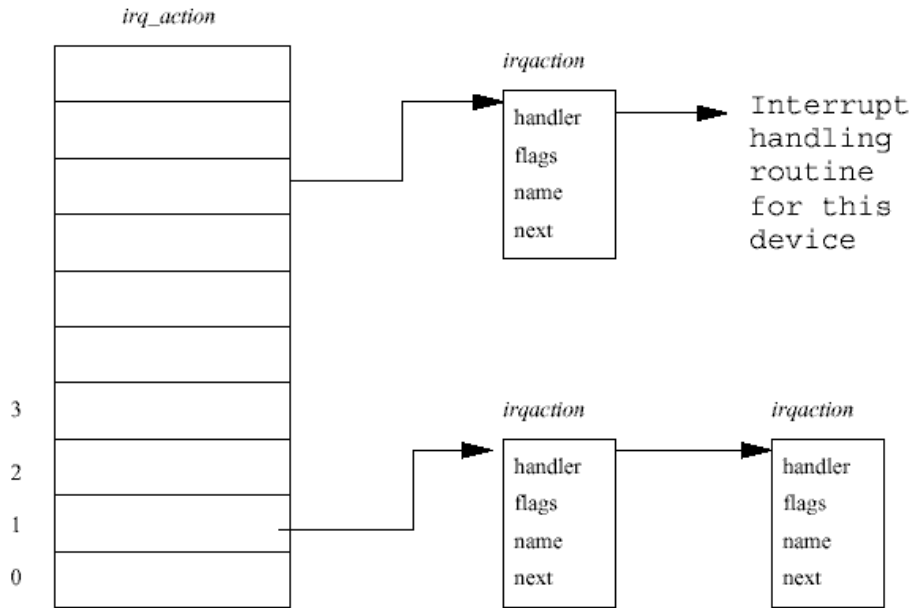 irq_action
irqaction
handler
flags
name
next
Interrupt
handling
routine
for this
device
3
2
1
0
irqaction
handler
flags
name
next
irqaction
handler
flags
name
next